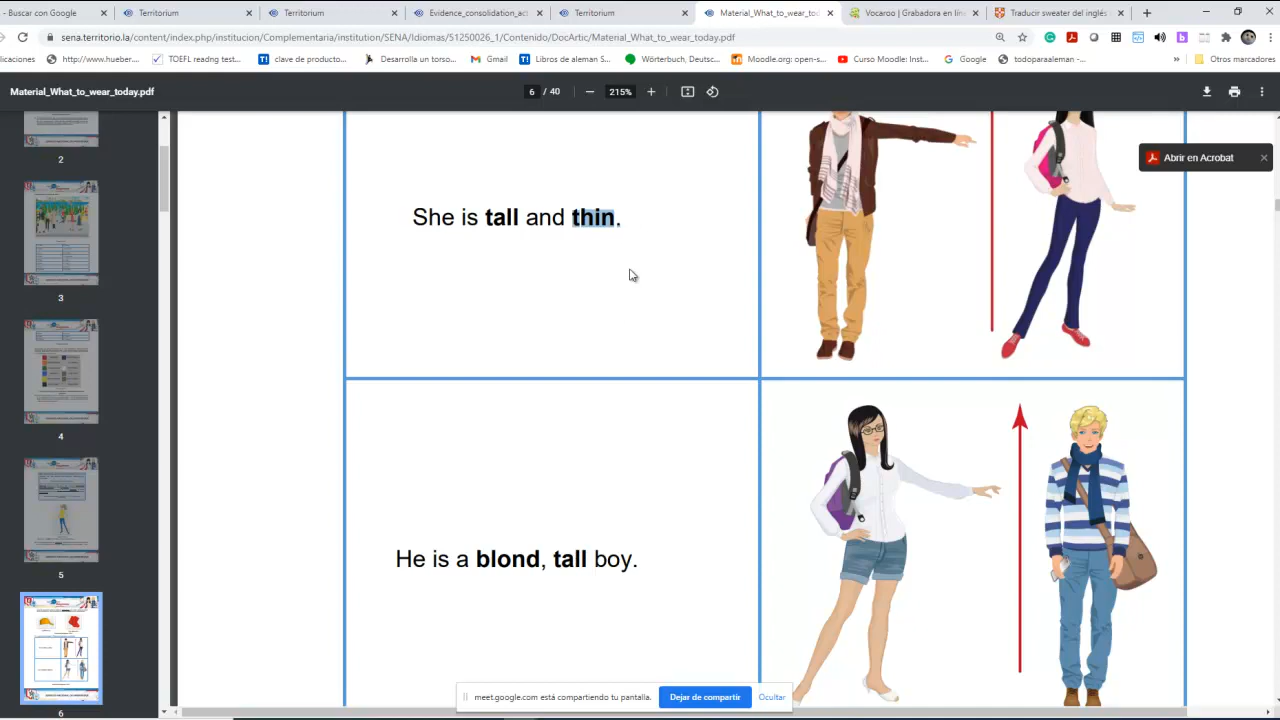 - Buscar con Google
Territorium
Territorium
Evidence_consolidation_act
Territorium
Material_What_to_wear_toda
Vocaroo | Grabadora en líne
Traducir sweater del inglés
sena.territorio.la/content/index.php/institucion/Complementaria/institution/SENA/Idiomas/51250026_1/Contenido/DocArtic/Material_What_to_wear_today.pdf
licaciones
http://www.hueber....
TOEFL readng test...
clave de producto...
Desarrolla un torso...
Gmail
Libros de aleman S...
Wörterbuch, Deutsc...
Moodle.org: open-s...
Curso Moodle: Inst...
Google
todoparaaleman -...
»
Otros marcadores
Material_What_to_wear_today.pdf
6 / 40
215%
Abrir en Acrobat
2
3
4
5
6
She is tall and thin.
He is a blond, tall boy.
meet.google.com está compartiendo tu pantalla.
Dejar de compartir
Ocultar